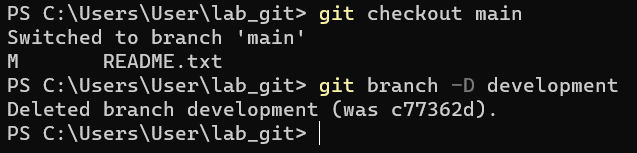 PS C:\Users\User\lab_git> git checkout main
Switched to branch 'main'
M       README.txt
PS C:\Users\User\lab_git> git branch -D development
Deleted branch development (was c77362d).
PS C:\Users\User\lab_git>